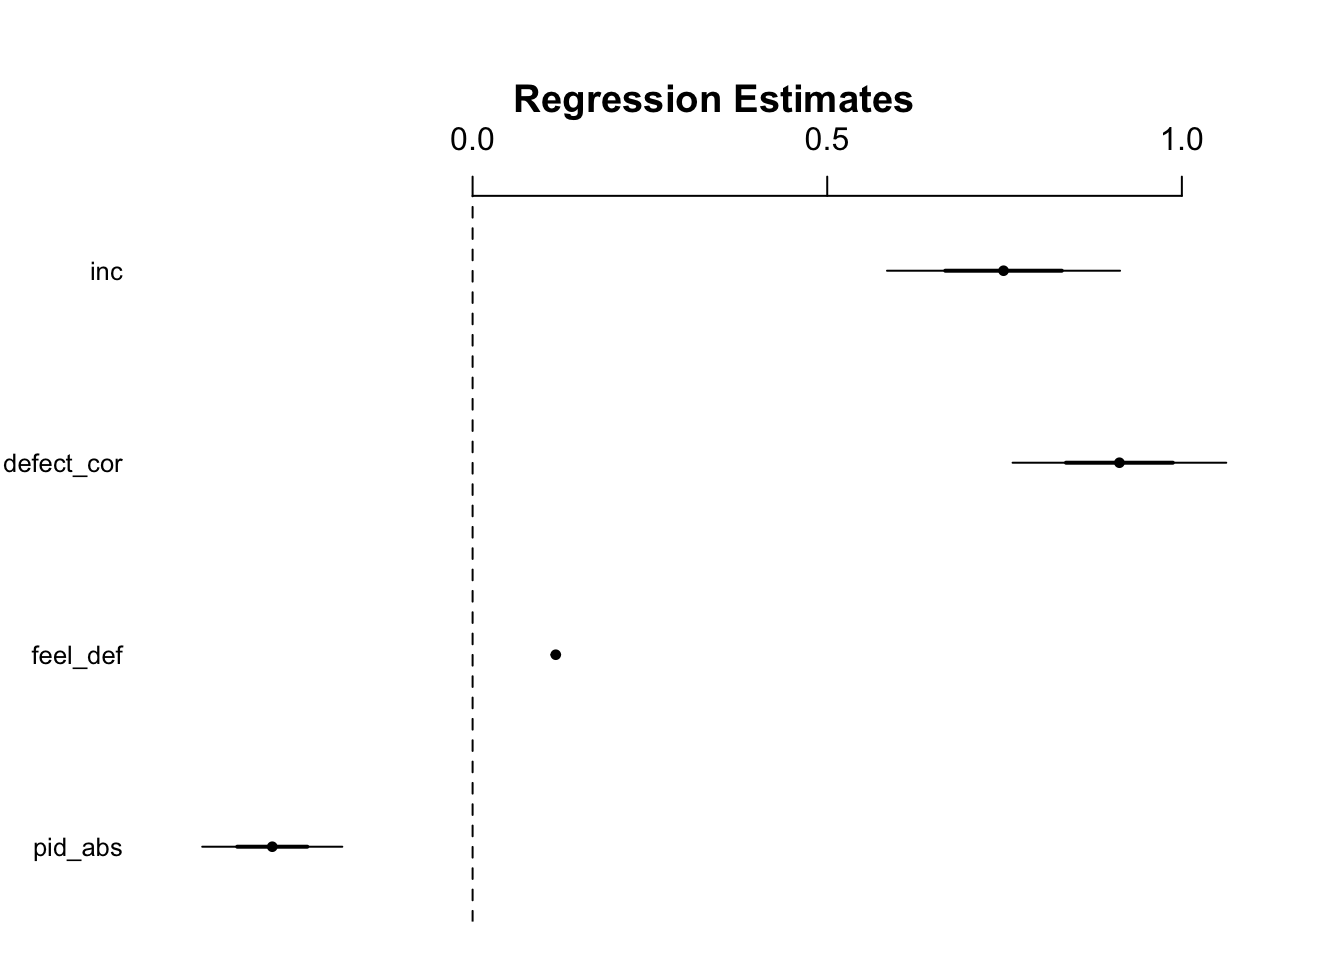 Regression Estimates
0.0 0.5 1.0
inc
defect_cor
feel_def
pid_abs